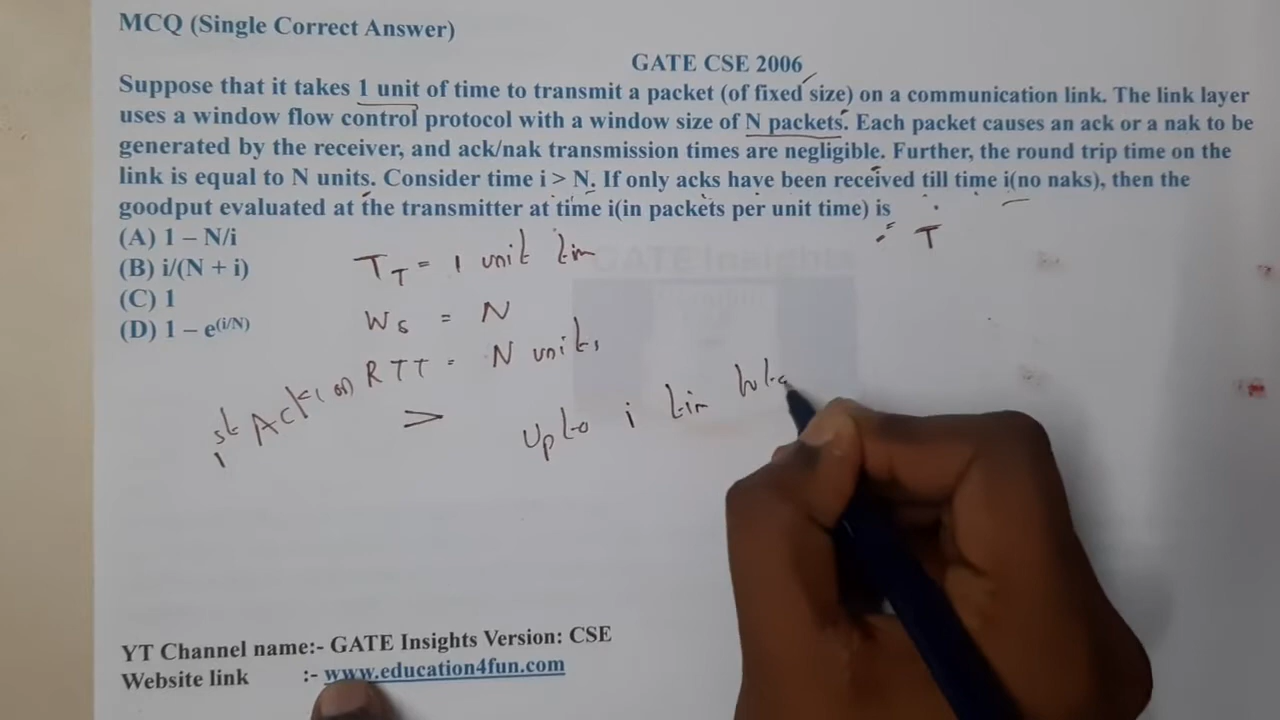 MCQ (Single Correct Answer)
GATE CSE 2006
Suppose that it takes 1 unit of time to transmit a packet (of fixed size) on a communication link. The link layer
uses a window flow control protocol with a window size of N packets. Each packet causes an ack or a nak to be
generated by the receiver, and ack/nak transmission times are negligible. Further, the round trip time on the
link is equal to N units. Consider time i > N. If only acks have been received till time i(no naks), then the
goodput evaluated at the transmitter at time i(in packets per unit time) is
(A) 1 – N/i
(B) i/(N + i)
(C) 1
(D) 1 – e(i/N)
T
TT = 1 unit tim
Ws = N
RTT = N units
1st Ack
>
Upto i tim
GATE Insights
YT Channel name:- GATE Insights Version: CSE
Website link :- www.education4fun.com